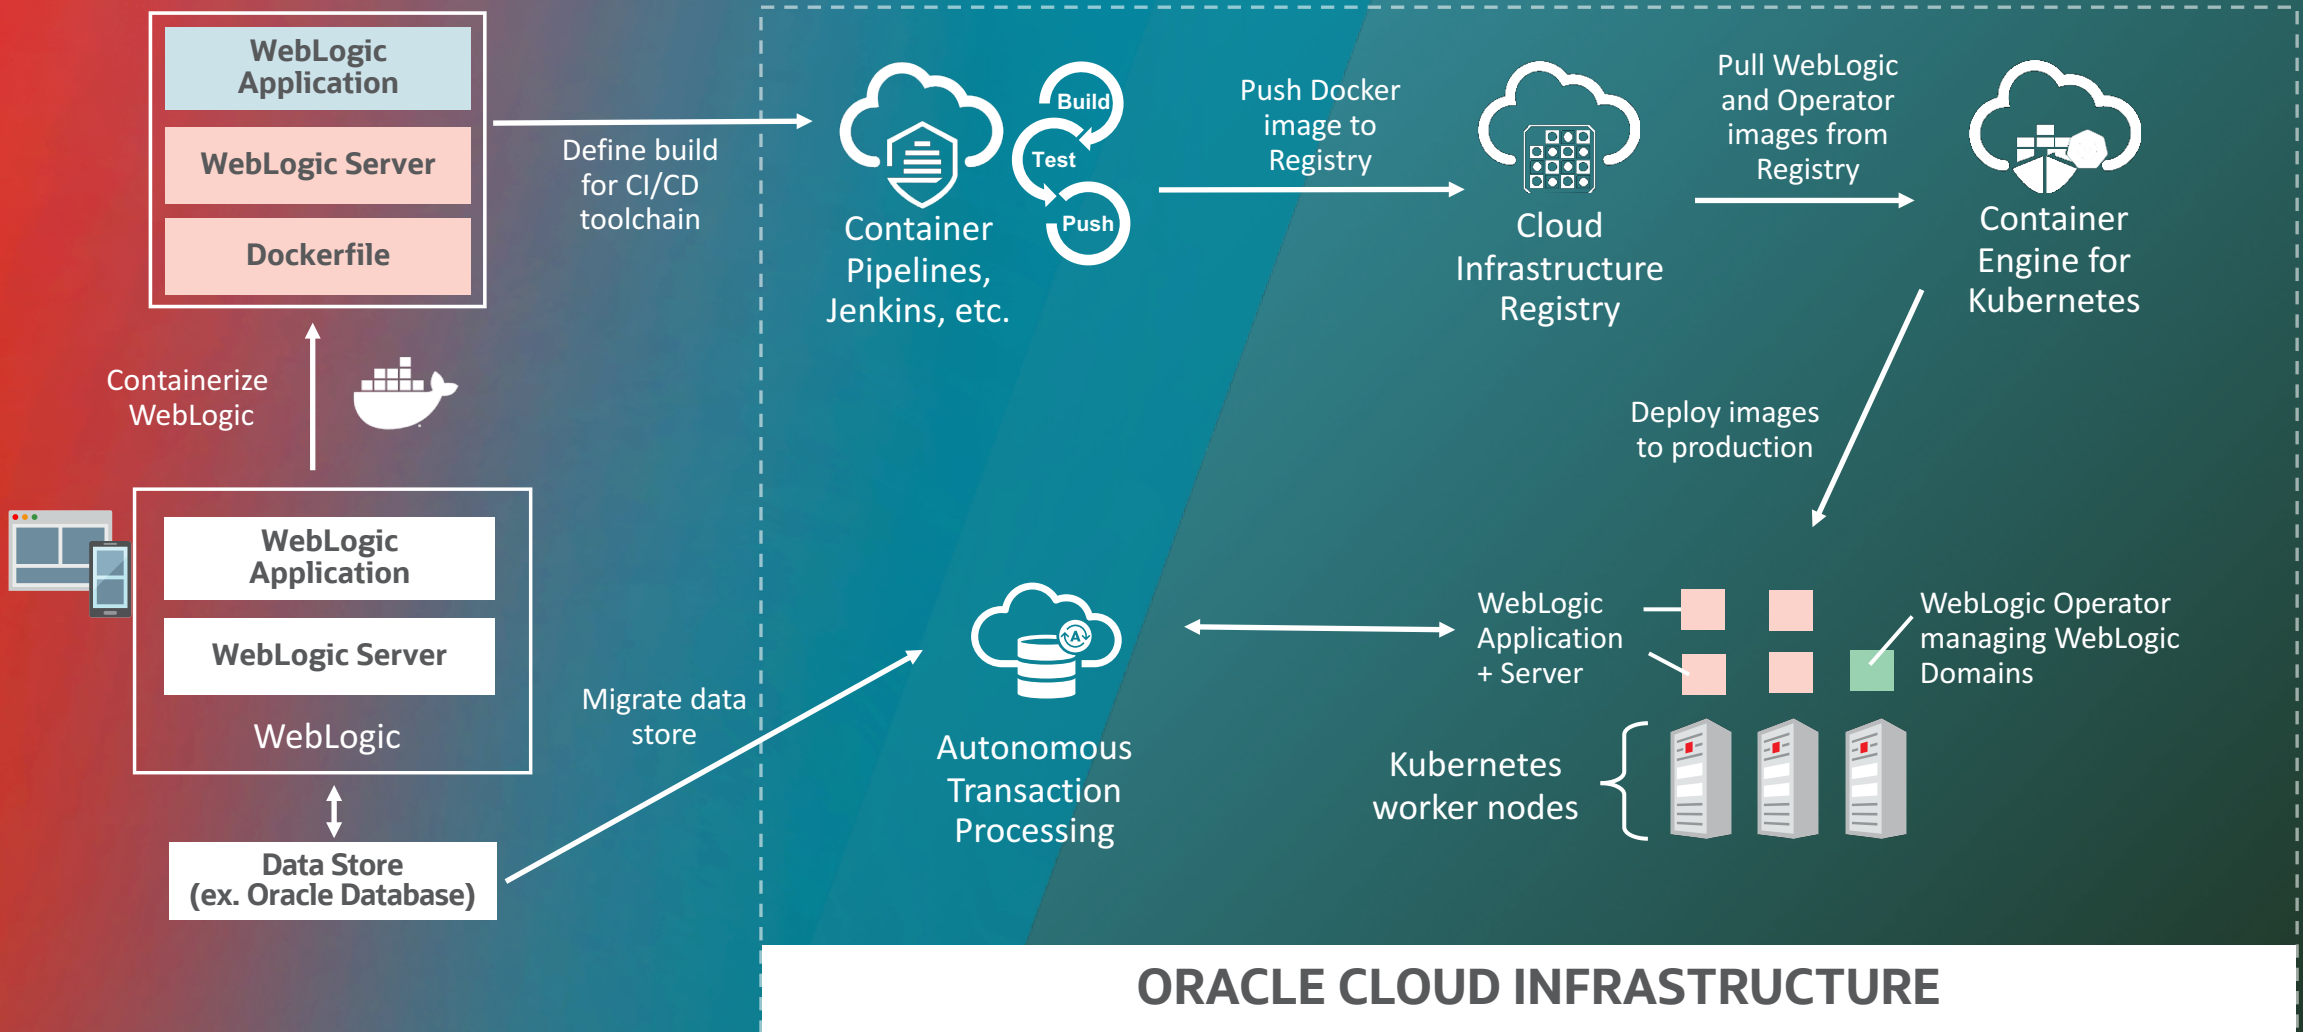 WebLogic
Application
WebLogic Server
Dockerfile
Define build
for CI/CD
toolchain
Container
Pipelines,
Jenkins, etc.
Build
Test
Push
Push Docker
image to
Registry
Cloud
Infrastructure
Registry
Pull WebLogic
and Operator
images from
Registry
Container
Engine for
Kubernetes
Containerize
WebLogic
Deploy images
to production
WebLogic
Application
WebLogic Server
WebLogic
Data Store
(ex. Oracle Database)
Migrate data
store
A
Autonomous
Transaction
Processing
WebLogic
Application
+ Server
WebLogic Operator
managing WebLogic
Domains
Kubernetes
worker nodes
ORACLE CLOUD INFRASTRUCTURE